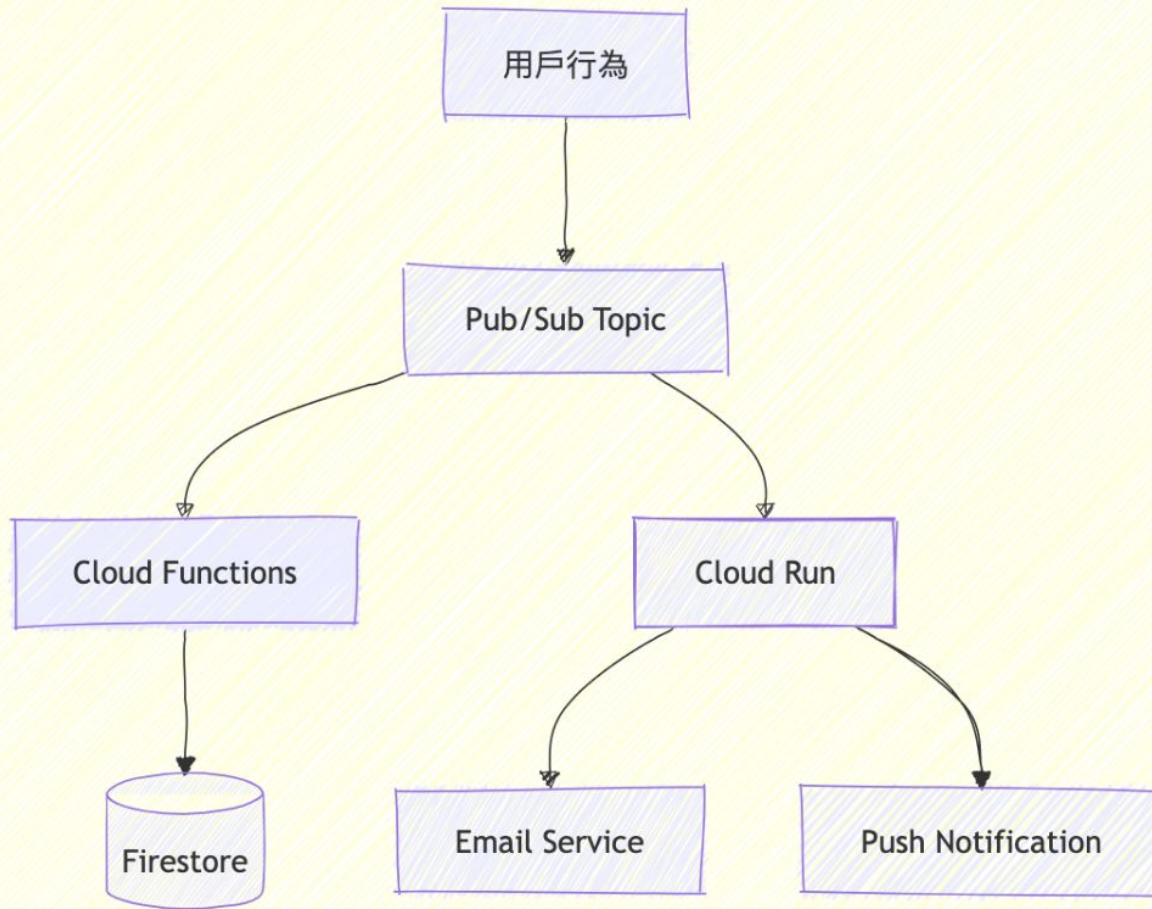 用戶行為
Pub/Sub Topic
Cloud Functions
Cloud Run
Firestore
Email Service
Push Notification